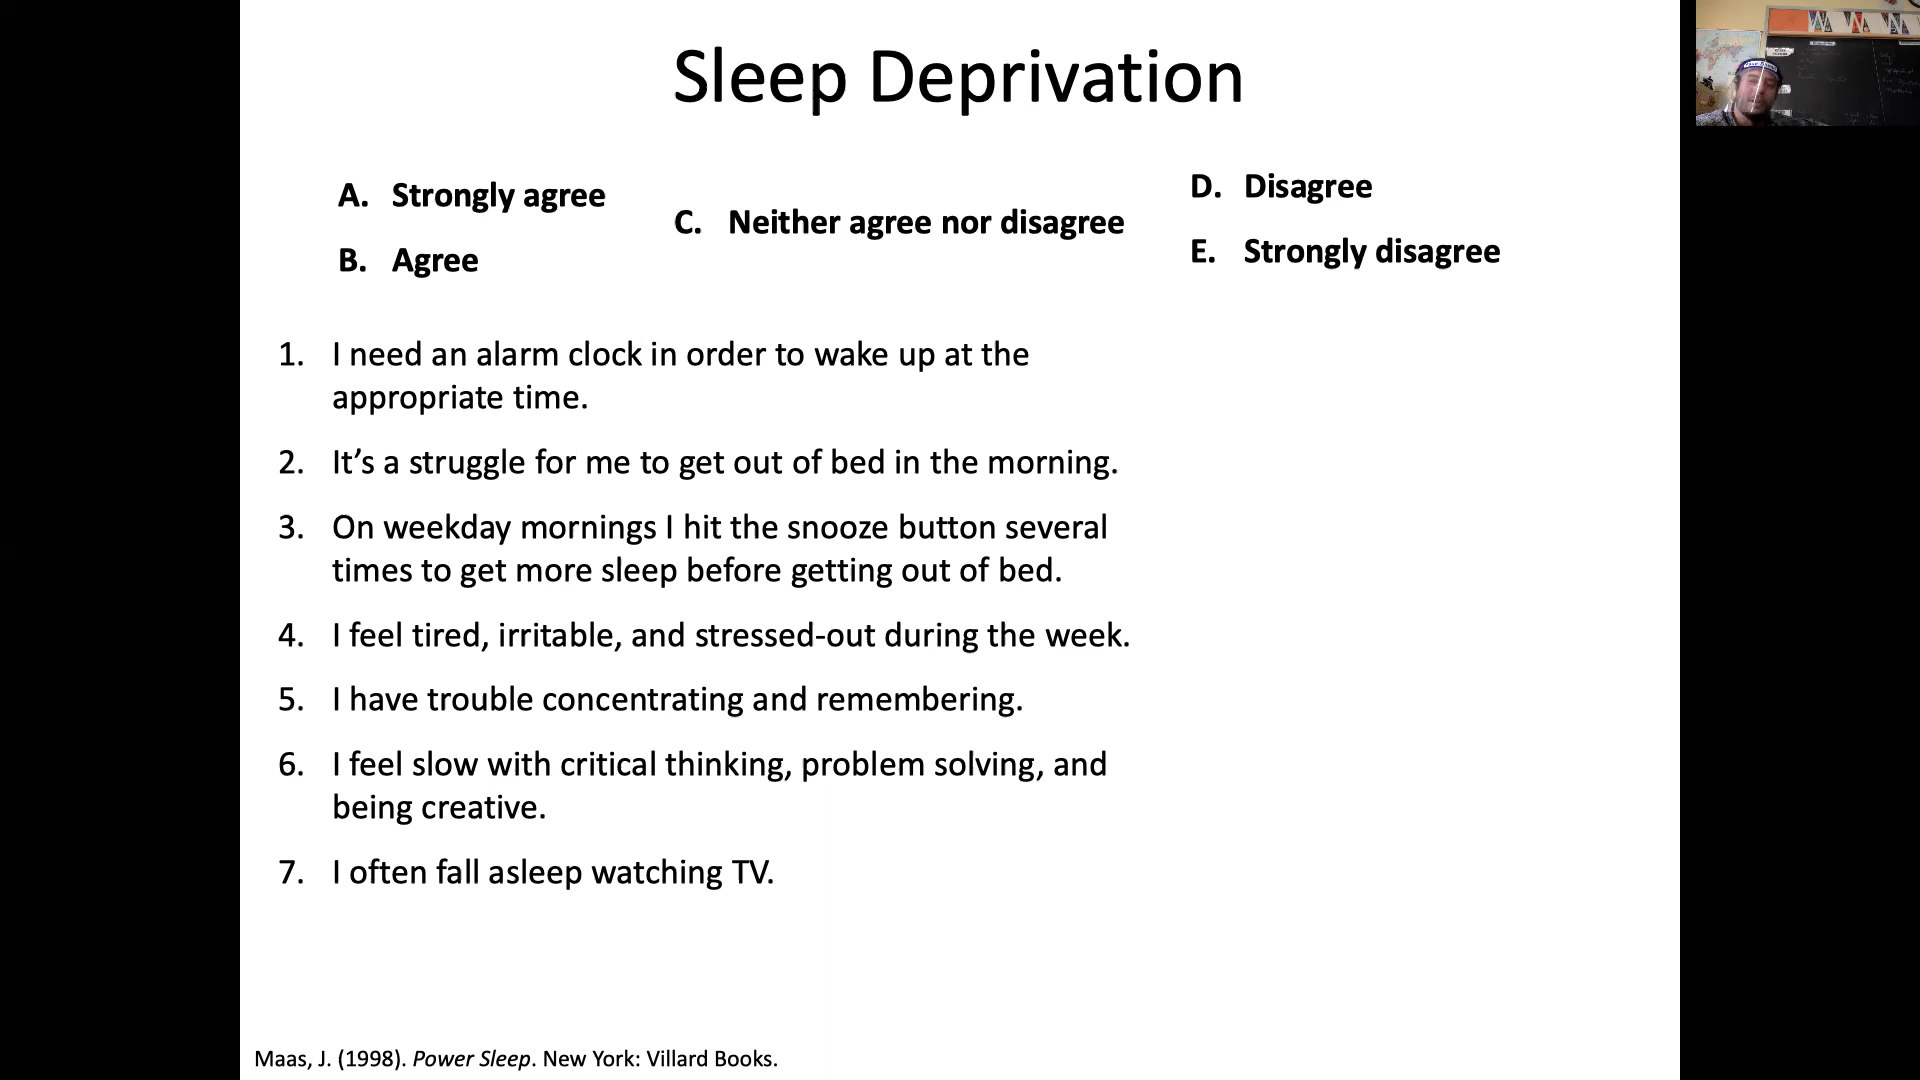 Sleep Deprivation
A. Strongly agree
B. Agree
C. Neither agree nor disagree
D. Disagree
E. Strongly disagree
1. I need an alarm clock in order to wake up at the
appropriate time.
2. It’s a struggle for me to get out of bed in the morning.
3. On weekday mornings I hit the snooze button several
times to get more sleep before getting out of bed.
4. I feel tired, irritable, and stressed-out during the week.
5. I have trouble concentrating and remembering.
6. I feel slow with critical thinking, problem solving, and
being creative.
7. I often fall asleep watching TV.
Maas, J. (1998). Power Sleep. New York: Villard Books.